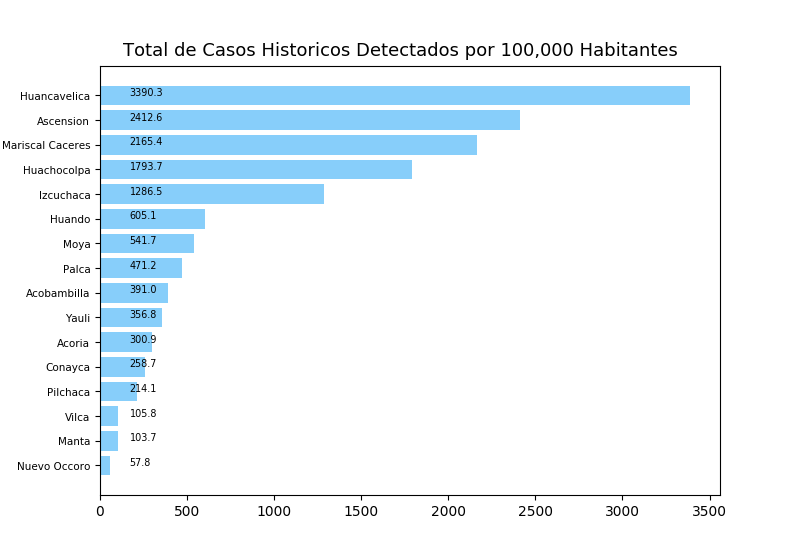 Total de Casos Historicos Detectados por 100,000 Habitantes
Huancavelica 3390.3
Ascension 2412.6
Mariscal Caceres 2165.4
Huachocolpa 1793.7
Izcuchaca 1286.5
Huando 605.1
Moya 541.7
Palca 471.2
Acobambilla 391.0
Yauli 356.8
Acoria 300.9
Conayca 258.7
Pilchaca 214.1
Vilca 105.8
Manta 103.7
Nuevo Occoro 57.8
0 500 1000 1500 2000 2500 3000 3500